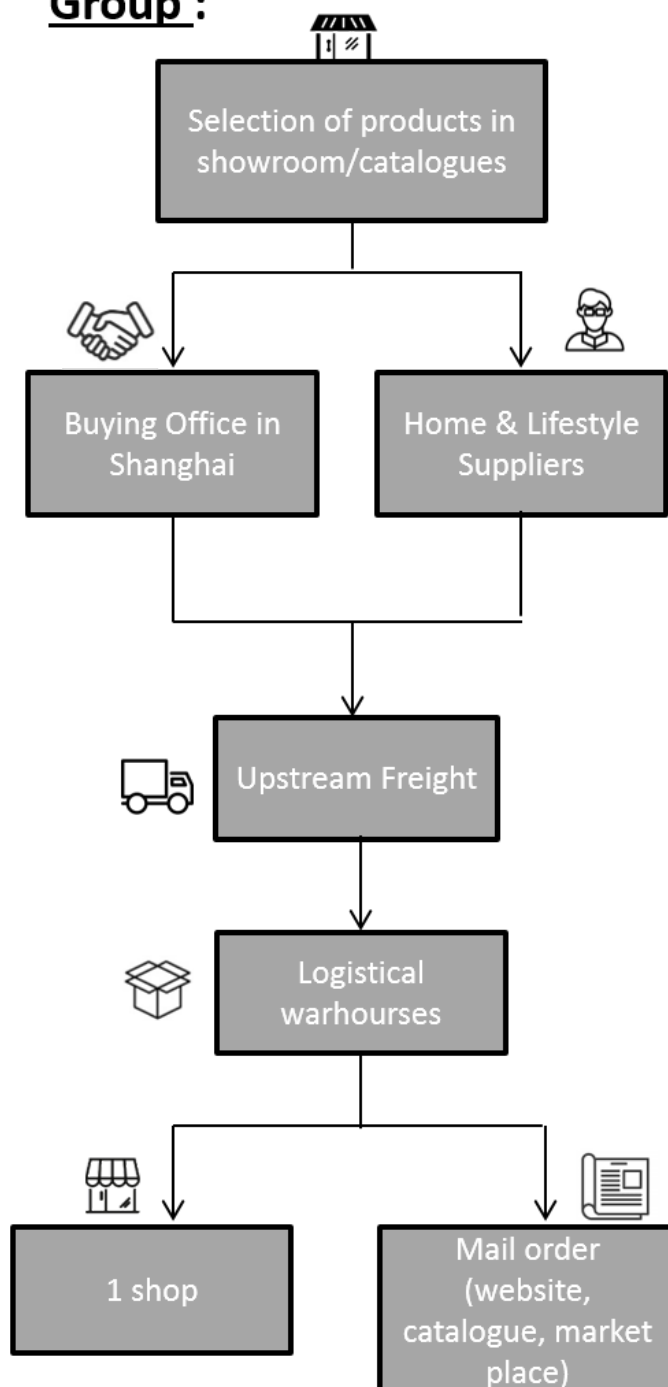 Group :
Selection of products in
showroom/catalogues
Buying Office in
Shanghai
Home & Lifestyle
Suppliers
Upstream Freight
Logistical
warhourses
1 shop
Mail order
(website,
catalogue, market
place)